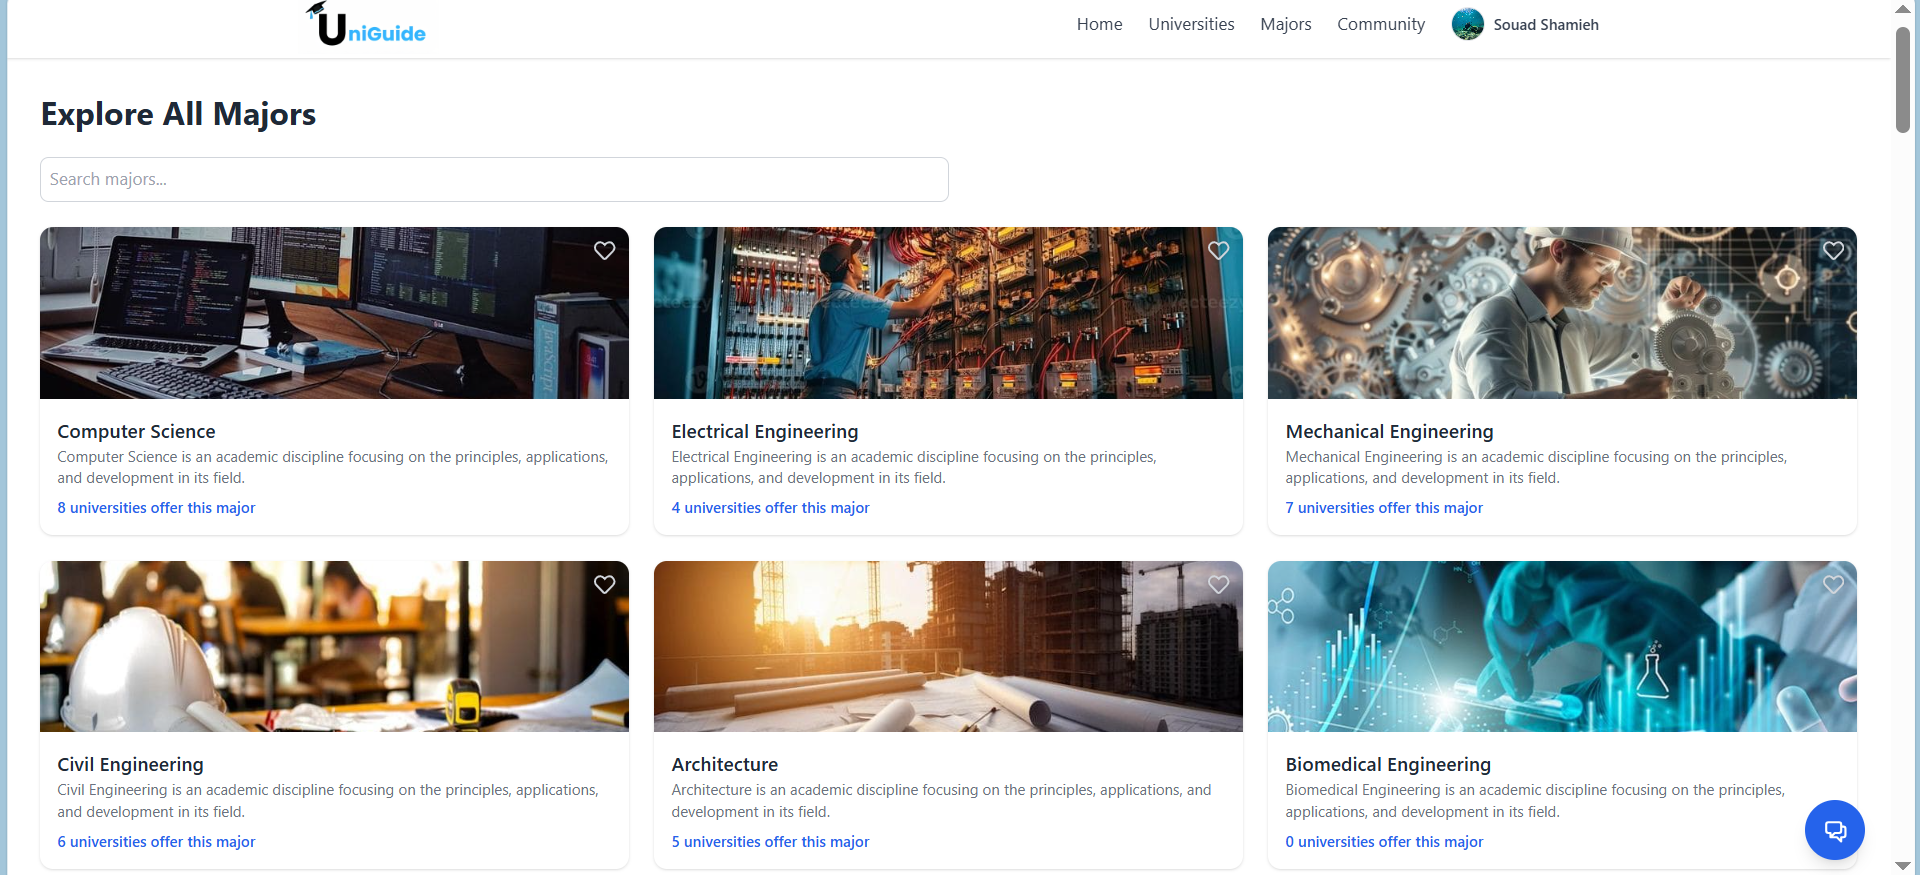 UniGuide
Home Universities Majors Community Souad Shamieh
Explore All Majors
Search majors...
Computer Science
Computer Science is an academic discipline focusing on the principles, applications,
and development in its field.
8 universities offer this major
Electrical Engineering
Electrical Engineering is an academic discipline focusing on the principles,
applications, and development in its field.
4 universities offer this major
Mechanical Engineering
Mechanical Engineering is an academic discipline focusing on the principles,
applications, and development in its field.
7 universities offer this major
Civil Engineering
Civil Engineering is an academic discipline focusing on the principles, applications,
and development in its field.
6 universities offer this major
Architecture
Architecture is an academic discipline focusing on the principles, applications, and
development in its field.
5 universities offer this major
Biomedical Engineering
Biomedical Engineering is an academic discipline focusing on the principles,
applications, and development in its field.
0 universities offer this major